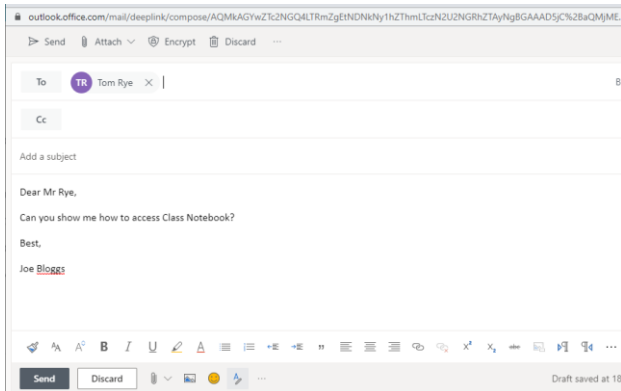 outlook.office.com/mail/deeplink/compose/AQMkAGYwZTc2NGQ4LTRmZgEtNDNkNy1hZThmLTczN2U2NGRhZTAyNgBGAAAD5jC%2BaQMjME
Send Attach Encrypt Discard ...
To TR Tom Rye × B
Cc
Add a subject
Dear Mr Rye,
Can you show me how to access Class Notebook?
Best,
Joe Bloggs
Send Discard ... Draft saved at 18